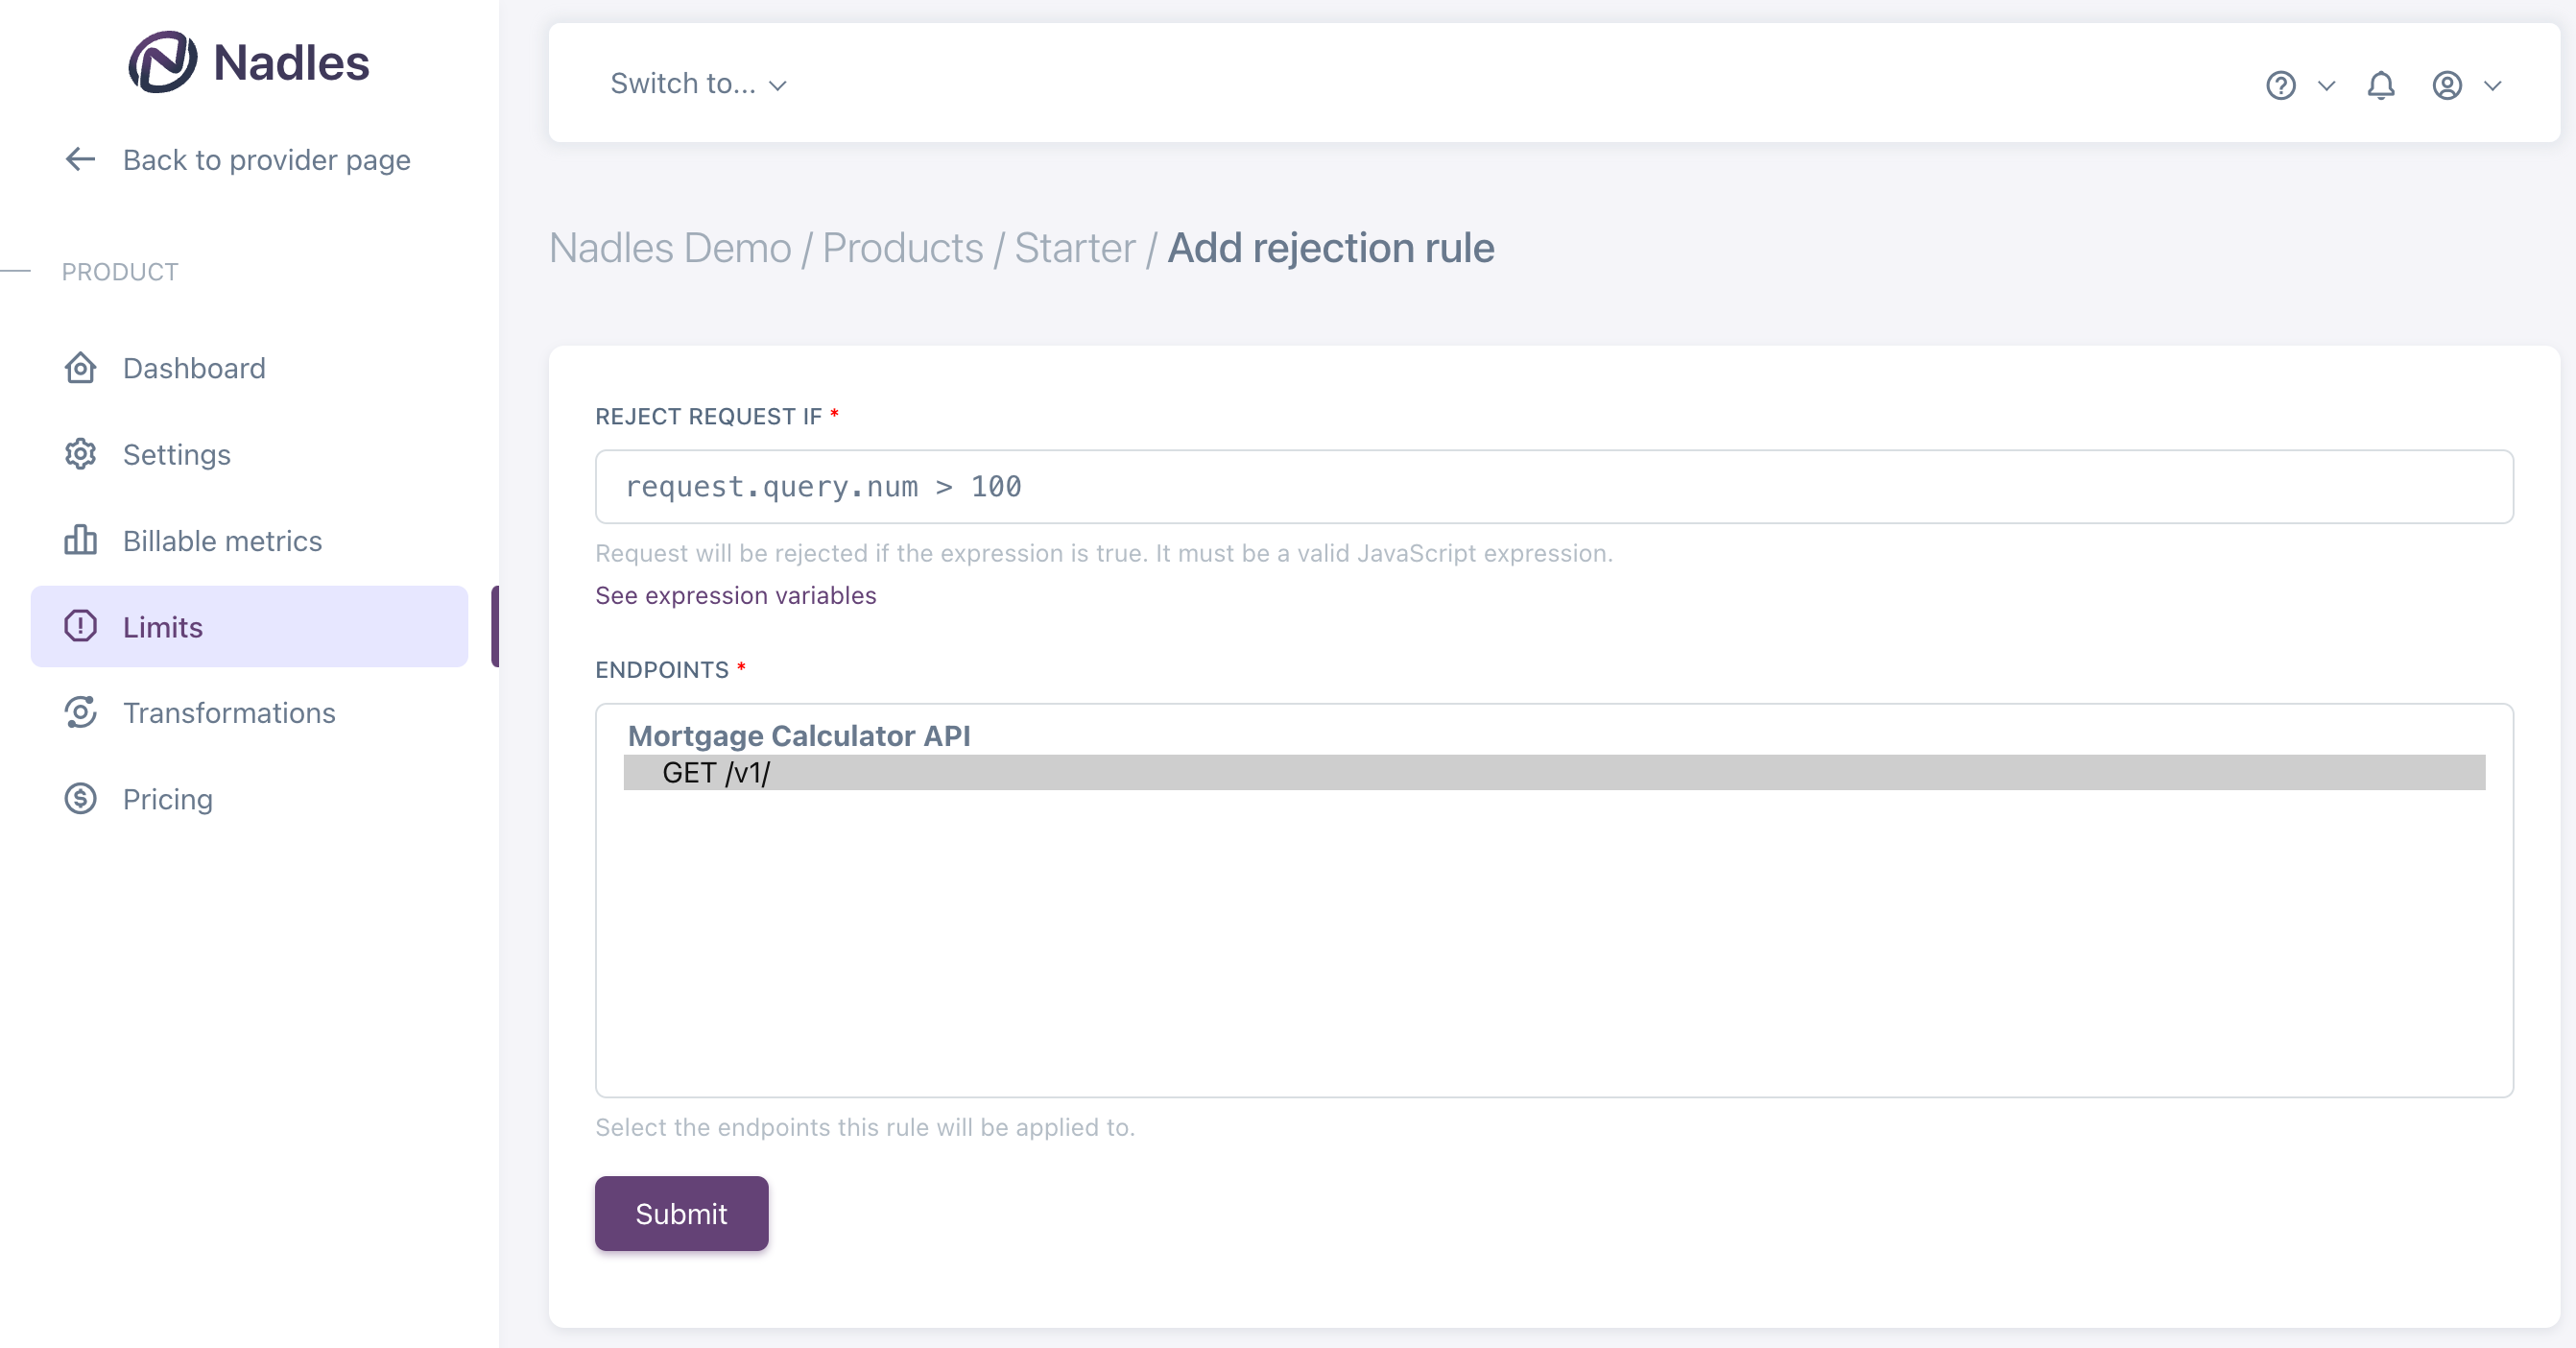 Nadles
Back to provider page
PRODUCT
Dashboard
Settings
Billable metrics
Limits
Transformations
Pricing
Switch to...
Nadles Demo / Products / Starter / Add rejection rule
REJECT REQUEST IF *
request.query.num > 100
Request will be rejected if the expression is true. It must be a valid JavaScript expression.
See expression variables
ENDPOINTS *
Mortgage Calculator API
GET /v1/
Select the endpoints this rule will be applied to.
Submit